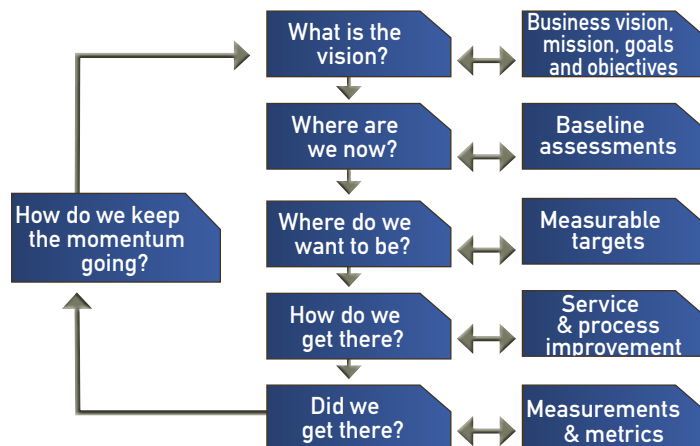 What is the
vision?
Business vision,
mission, goals
and objectives
Where are
we now?
Baseline
assessments
How do we keep
the momentum
going?
Where do we
want to be?
Measurable
targets
How do we
get there?
Service
& process
improvement
Did we
get there?
Measurements
& metrics